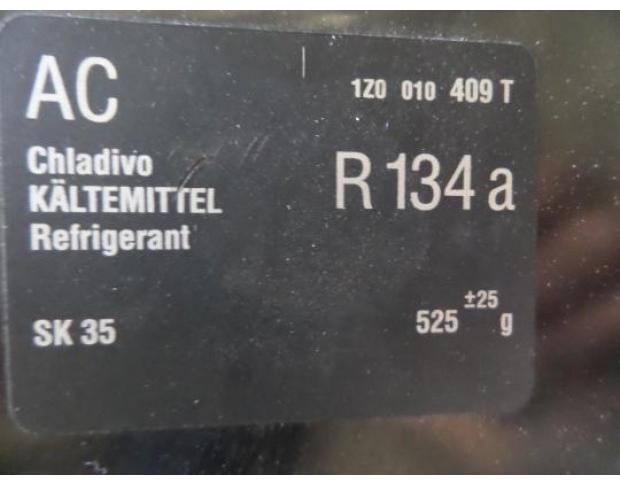 AC
1Z0 010 409 T
Chladivo
KÄLTEMITTEL
Refrigerant
R 134 a
SK 35
525 ±25 g